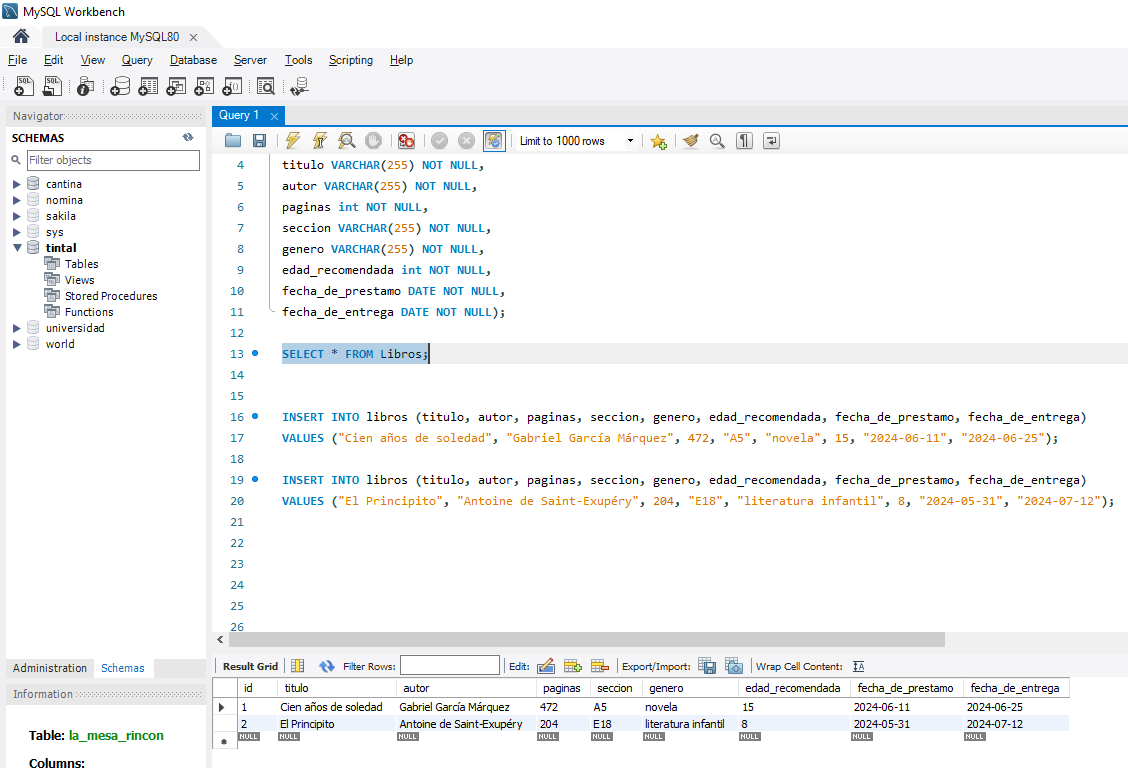 MySQL Workbench
Local instance MySQL80
File Edit View Query Database Server Tools Scripting Help
Navigator
SCHEMAS
Filter objects
cantina
nomina
sakila
sys
tintal
Tables
Views
Stored Procedures
Functions
universidad
world
Administration Schemas
Information
Table: la_mesa_rincon
Columns:
Query 1
Limit to 1000 rows
4 titulo VARCHAR(255) NOT NULL,
5 autor VARCHAR(255) NOT NULL,
6 paginas int NOT NULL,
7 seccion VARCHAR(255) NOT NULL,
8 genero VARCHAR(255) NOT NULL,
9 edad_recomendada int NOT NULL,
10 fecha_de_prestamo DATE NOT NULL,
11 fecha_de_entrega DATE NOT NULL);
12
13 SELECT * FROM Libros;
14
15
16 INSERT INTO libros (titulo, autor, paginas, seccion, genero, edad_recomendada, fecha_de_prestamo, fecha_de_entrega)
17 VALUES ("Cien años de soledad", "Gabriel García Márquez", 472, "A5", "novela", 15, "2024-06-11", "2024-06-25");
18
19 INSERT INTO libros (titulo, autor, paginas, seccion, genero, edad_recomendada, fecha_de_prestamo, fecha_de_entrega)
20 VALUES ("El Principito", "Antoine de Saint-Exupéry", 204, "E18", "literatura infantil", 8, "2024-05-31", "2024-07-12");
21
22
23
24
25
26
Result Grid Filter Rows: Edit: Export/Import: Wrap Cell Content:
id titulo autor paginas seccion genero edad_recomendada fecha_de_prestamo fecha_de_entrega
1 Cien años de soledad Gabriel García Márquez 472 A5 novela 15 2024-06-11 2024-06-25
2 El Principito Antoine de Saint-Exupéry 204 E18 literatura infantil 8 2024-05-31 2024-07-12
NULL NULL NULL NULL NULL NULL NULL NULL NULL